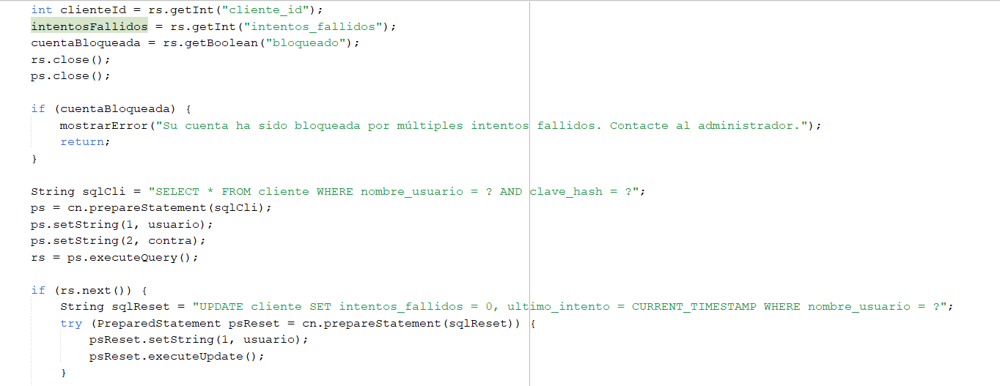 int clienteId = rs.getInt("cliente_id");
intentosFallidos = rs.getInt("intentos_fallidos");
cuentaBloqueada = rs.getBoolean("bloqueado");
rs.close();
ps.close();
if (cuentaBloqueada) {
mostrarError("Su cuenta ha sido bloqueada por múltiples intentos fallidos. Contacte al administrador.");
return;
}
String sqlCli = "SELECT * FROM cliente WHERE nombre_usuario = ? AND clave_hash = ?";
ps = cn.prepareStatement(sqlCli);
ps.setString(1, usuario);
ps.setString(2, contra);
rs = ps.executeQuery();
if (rs.next()) {
String sqlReset = "UPDATE cliente SET intentos_fallidos = 0, ultimo_intento = CURRENT_TIMESTAMP WHERE nombre_usuario = ?";
try (PreparedStatement psReset = cn.prepareStatement(sqlReset)) {
psReset.setString(1, usuario);
psReset.executeUpdate();
}